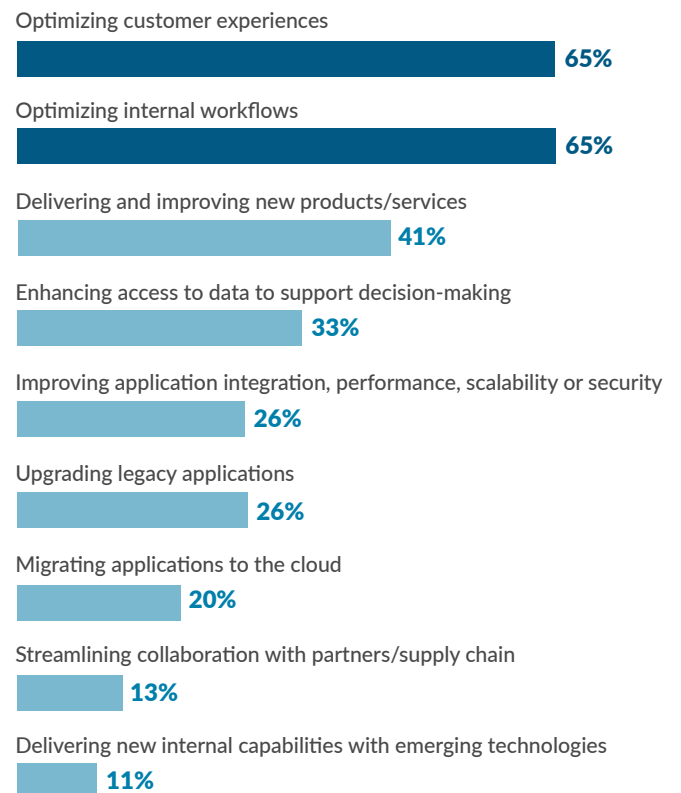 Optimizing customer experiences
65%
Optimizing internal workflows
65%
Delivering and improving new products/services
41%
Enhancing access to data to support decision-making
33%
Improving application integration, performance, scalability or security
26%
Upgrading legacy applications
26%
Migrating applications to the cloud
20%
Streamlining collaboration with partners/supply chain
13%
Delivering new internal capabilities with emerging technologies
11%